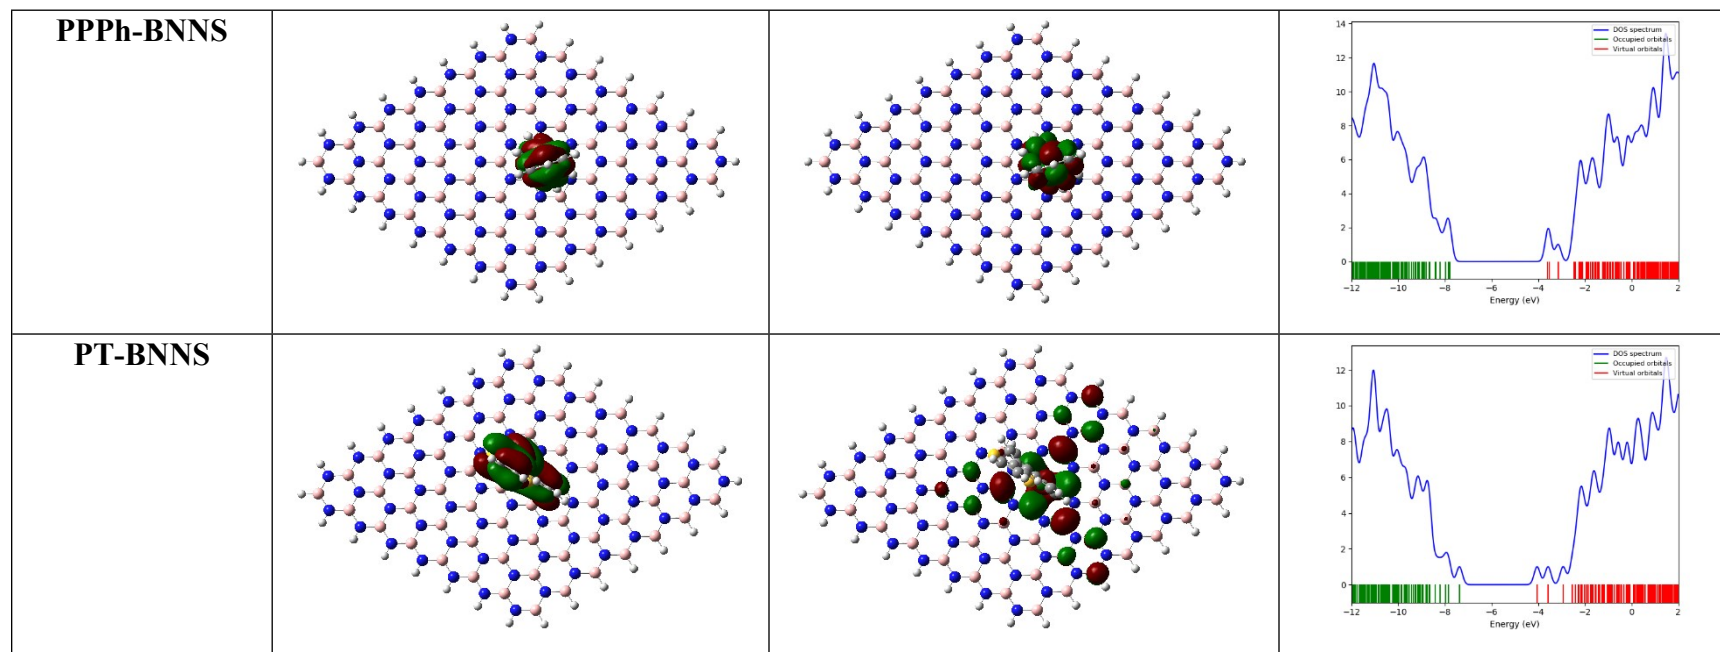 PPPh-BNNS
14
12
10
8
6
4
2
0
DOS spectrum
Occupied orbitals
Virtual orbitals
−12 −10 −8 −6 −4 −2 0 2
Energy (eV)
PT-BNNS
12
10
8
6
4
2
0
DOS spectrum
Occupied orbitals
Virtual orbitals
−12 −10 −8 −6 −4 −2 0 2
Energy (eV)